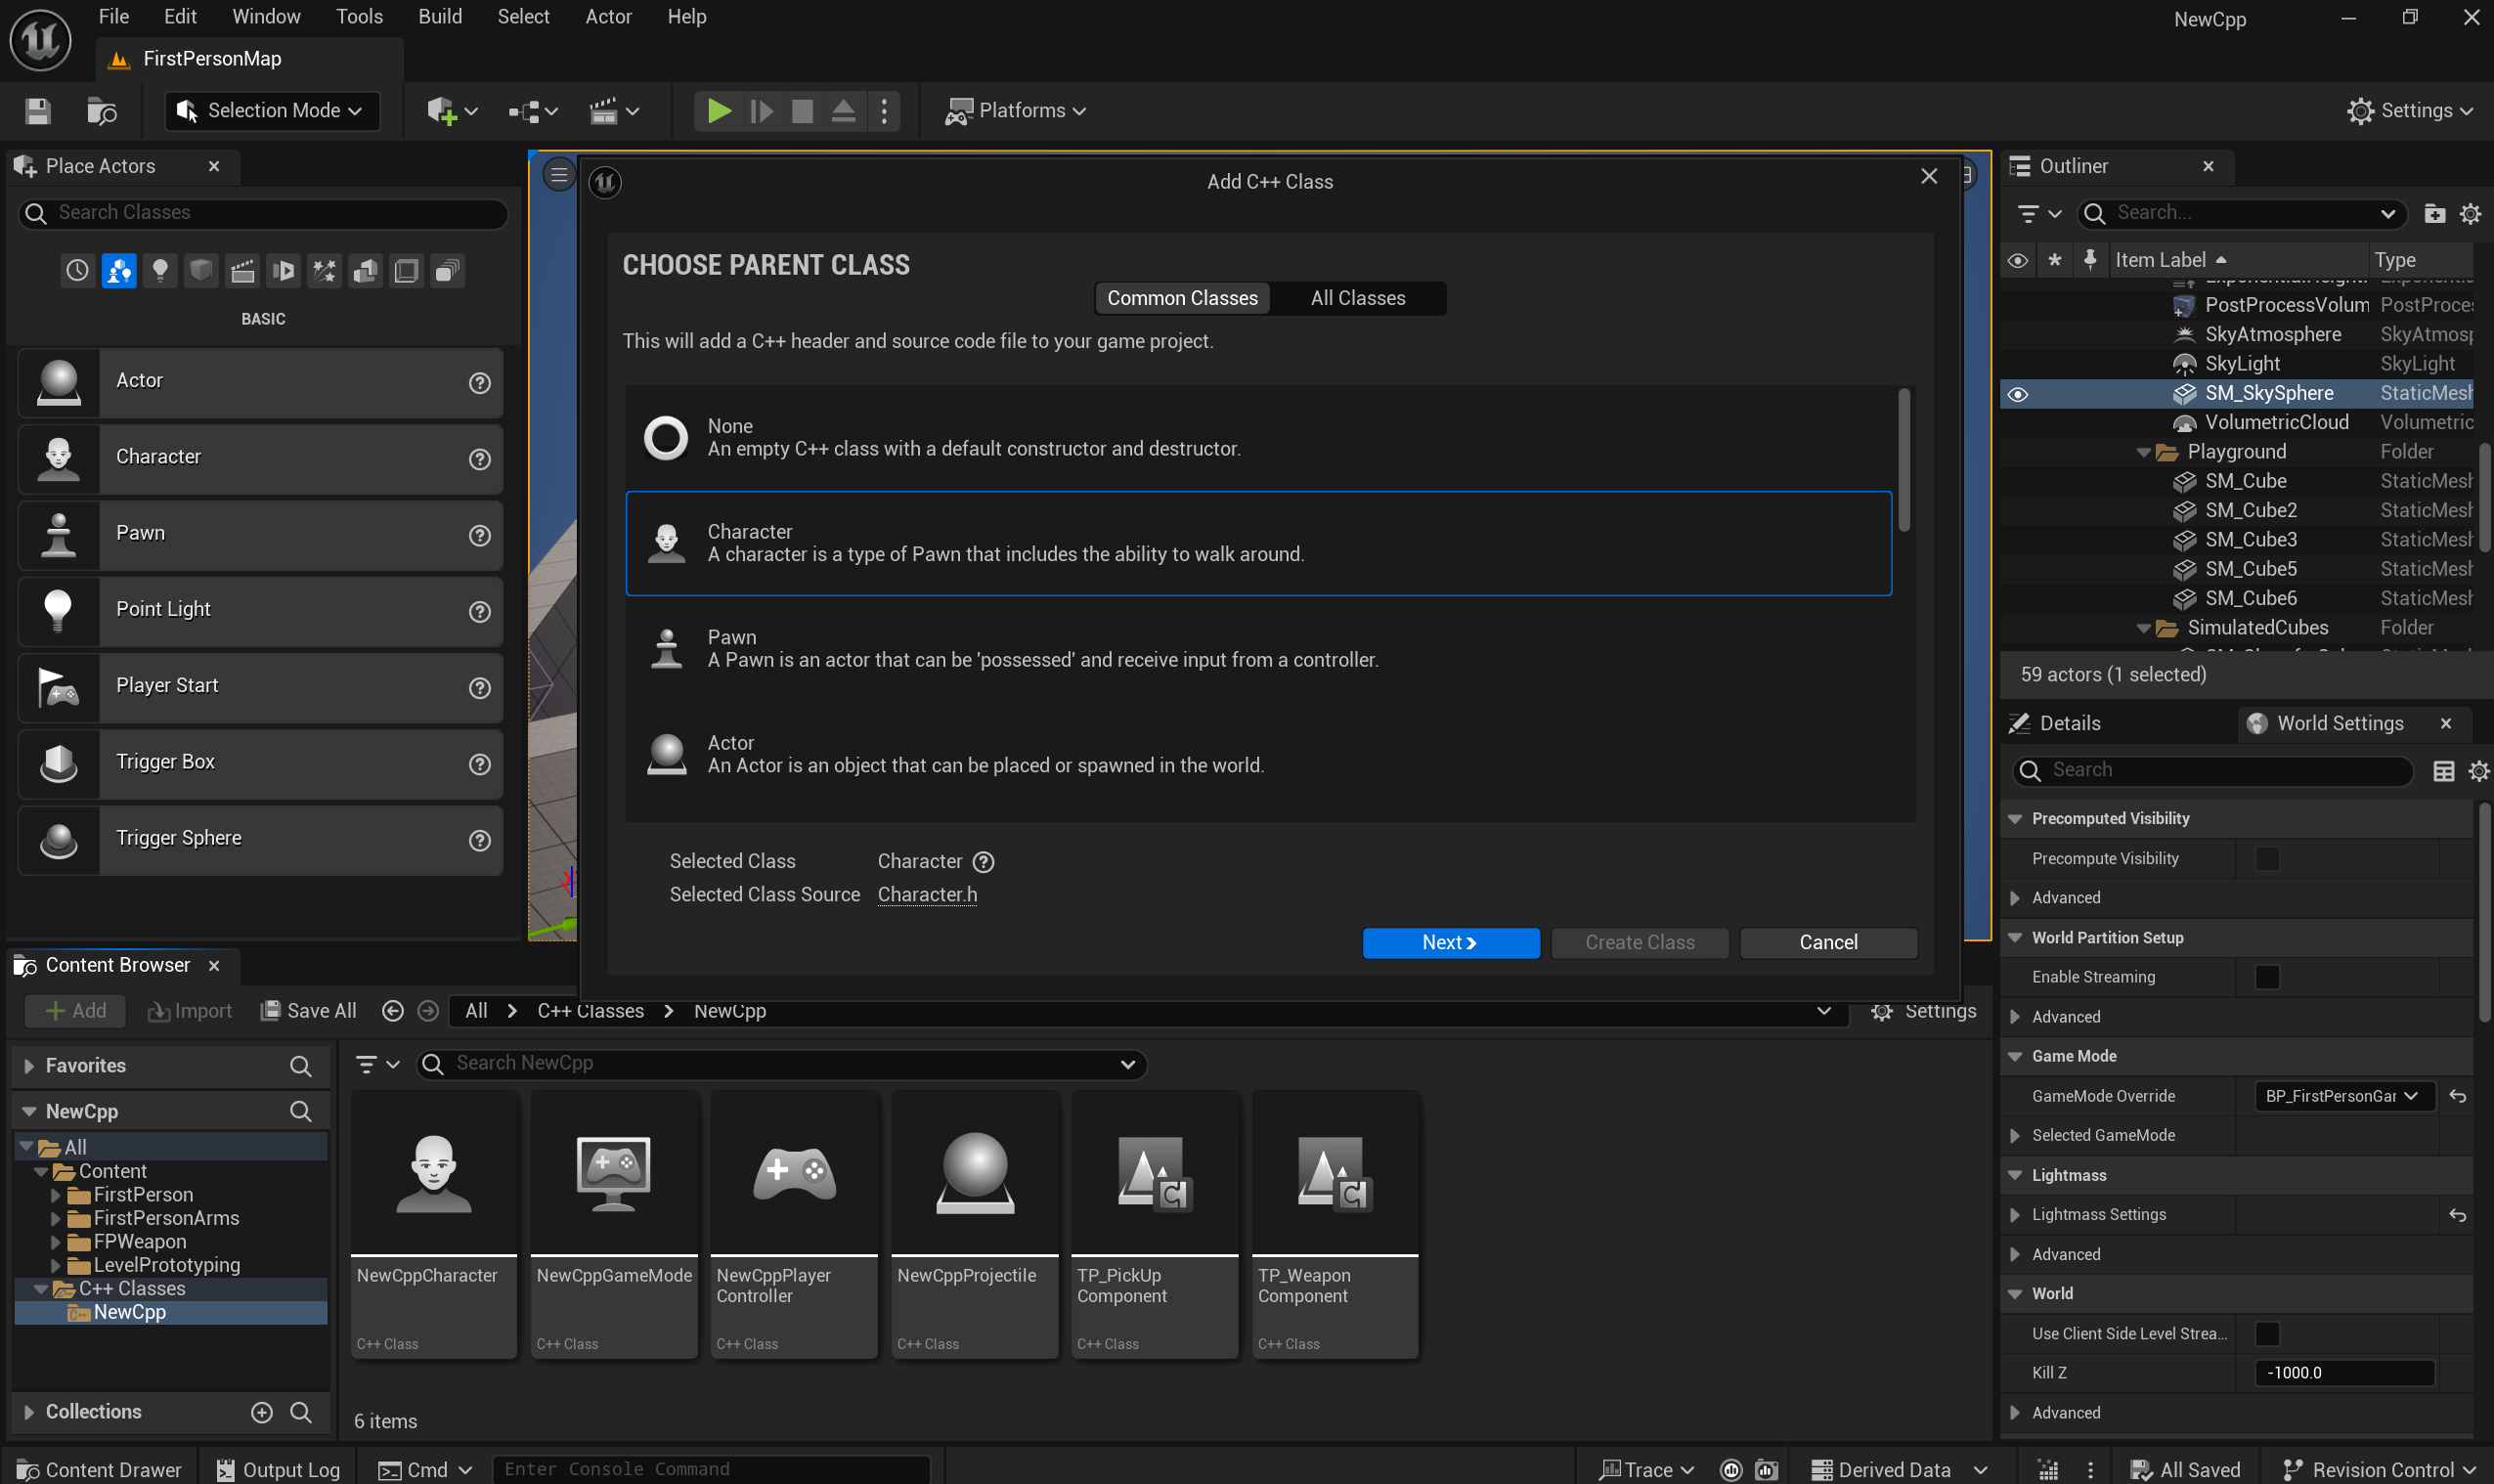 File Edit Window Tools Build Select Actor Help
NewCpp
FirstPersonMap
Selection Mode
Platforms
Settings
Place Actors
Search Classes
BASIC
Actor
Character
Pawn
Point Light
Player Start
Trigger Box
Trigger Sphere
Add C++ Class
CHOOSE PARENT CLASS
Common Classes All Classes
This will add a C++ header and source code file to your game project.
None
An empty C++ class with a default constructor and destructor.
Character
A character is a type of Pawn that includes the ability to walk around.
Pawn
A Pawn is an actor that can be 'possessed' and receive input from a controller.
Actor
An Actor is an object that can be placed or spawned in the world.
Selected Class Character
Selected Class Source Character.h
Next Create Class Cancel
Outliner
Search...
Item Label Type
PostProcessVolum PostProces
SkyAtmosphere SkyAtmosp
SkyLight SkyLight
SM_SkySphere StaticMesh
VolumetricCloud Volumetric
Playground Folder
SM_Cube StaticMesh
SM_Cube2 StaticMesh
SM_Cube3 StaticMesh
SM_Cube5 StaticMesh
SM_Cube6 StaticMesh
SimulatedCubes Folder
59 actors (1 selected)
Details World Settings
Search
Precomputed Visibility
Precompute Visibility
Advanced
World Partition Setup
Enable Streaming
Advanced
Game Mode
GameMode Override BP_FirstPersonGar
Selected GameMode
Lightmass
Lightmass Settings
Advanced
World
Use Client Side Level Strea...
Kill Z -1000.0
Advanced
Content Browser
Add Import Save All All > C++ Classes > NewCpp Settings
Favorites
NewCpp
All
Content
FirstPerson
FirstPersonArms
FPWeapon
LevelPrototyping
C++ Classes
NewCpp
Collections
Search NewCpp
NewCppCharacter
C++ Class
NewCppGameMode
C++ Class
NewCppPlayer
Controller
C++ Class
NewCppProjectile
C++ Class
TP_PickUp
Component
C++ Class
TP_Weapon
Component
C++ Class
6 items
Content Drawer Output Log Cmd Enter Console Command Trace Derived Data All Saved Revision Control